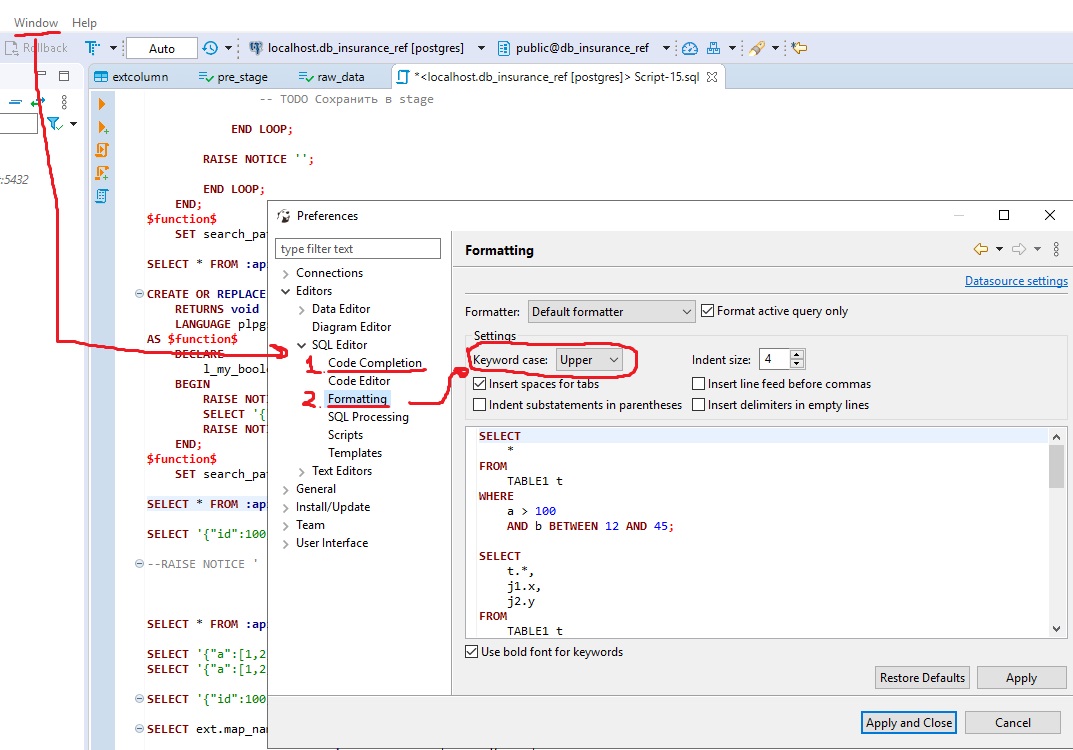 Window Help
Rollback Auto localhost.db_insurance_ref [postgres] public@db_insurance_ref
extcolumn pre_stage raw_data *<localhost.db_insurance_ref [postgres]> Script-15.sql
-- TODO Сохранить в stage
END LOOP;
:5432
RAISE NOTICE '';
END LOOP;
END;
$function$
SET search_pa
SELECT * FROM :ap
CREATE OR REPLACE
RETURNS void
LANGUAGE plpg
AS $function$
DECLARE
l_my_boole
BEGIN
RAISE NOTI
SELECT '{
RAISE NOTI
END;
$function$
SET search_pa
SELECT * FROM :ap
SELECT '{"id":100
--RAISE NOTICE '
SELECT * FROM :ap
SELECT '{"a":[1,2
SELECT '{"a":[1,2
SELECT '{"id":100
SELECT ext.map_nam
Preferences
type filter text
Connections
Editors
Data Editor
Diagram Editor
SQL Editor
1. Code Completion
Code Editor
2. Formatting
SQL Processing
Scripts
Templates
Text Editors
General
Install/Update
Team
User Interface
Formatting
Datasource settings
Formatter: Default formatter Format active query only
Settings
Keyword case: Upper Indent size: 4
Insert spaces for tabs Insert line feed before commas
Indent substatements in parentheses Insert delimiters in empty lines
SELECT
*
FROM
TABLE1 t
WHERE
a > 100
AND b BETWEEN 12 AND 45;
SELECT
t.*,
j1.x,
j2.y
FROM
TABLE1 t
Use bold font for keywords
Restore Defaults Apply
Apply and Close Cancel